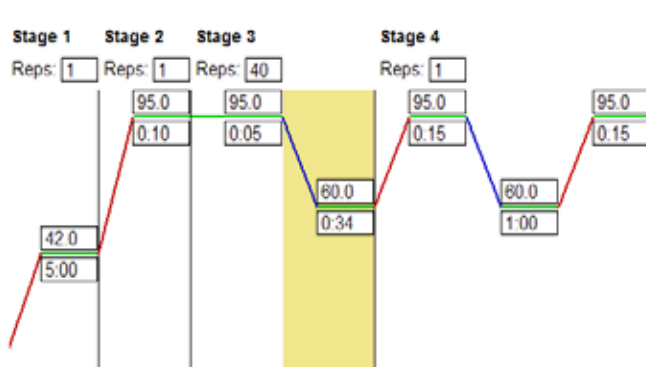 Stage 1 Stage 2 Stage 3 Stage 4
Reps: 1 Reps: 1 Reps: 40 Reps: 1
95.0 95.0 95.0 95.0
0.10 0.05 0.15 0.15
60.0 60.0
0:34 1:00
42.0
5:00